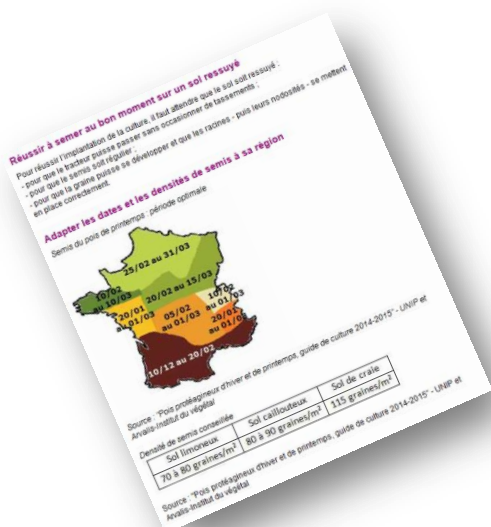 Réussir à semer au bon moment sur un sol ressuyé
Pour réussir l'implantation de la culture, il faut attendre que le sol soit ressuyé :
- pour que le tracteur puisse passer sans occasionner de tassements ;
- pour que le semis soit régulier ;
- pour que la graine puisse se développer et que les racines - puis leurs nodosités - se mettent
en place correctement.
Adapter les dates et les densités de semis à sa région
Semis du pois de printemps : période optimale
25/02 au 31/03
10/02
au 10/03
20/02 au 15/03
20/01
au 01/03
05/02
au 01/03
10/02
au 01/03
20/01
au 01/03
10/12 au 20/02
Source : "Pois protéagineux d'hiver et de printemps, guide de culture 2014-2015" - UNIP et
Arvalis-Institut du végétal
Densité de semis conseillée
Sol limoneux Sol caillouteux Sol de craie
70 à 80 graines/m² 80 à 90 graines/m² 115 graines/m²
Source : "Pois protéagineux d'hiver et de printemps, guide de culture 2014-2015" - UNIP et
Arvalis-Institut du végétal